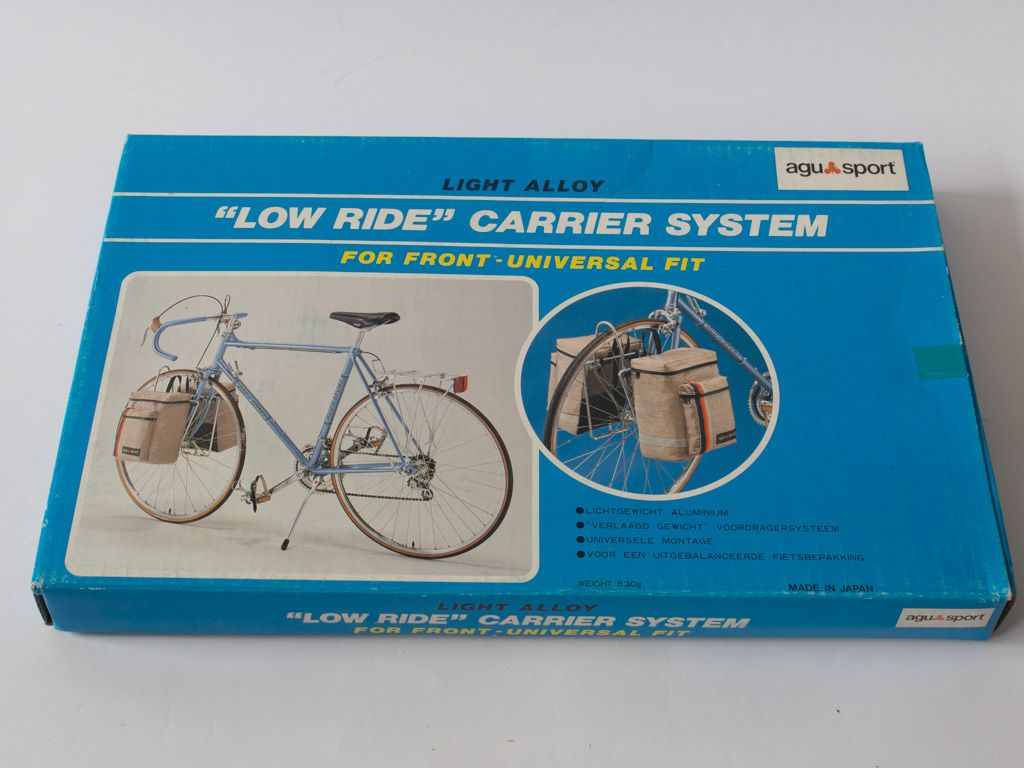 agu sport
LIGHT ALLOY
“LOW RIDE” CARRIER SYSTEM
FOR FRONT - UNIVERSAL FIT
●LICHTGEWICHT ALUMINIUM
●"VERLAAGD GEWICHT" VOORDRAGERSYSTEEM
●UNIVERSELE MONTAGE
●VOOR EEN UITGEBALANCEERDE FIETSBEPAKKING
WEIGHT 530g
MADE IN JAPAN
LIGHT ALLOY
“LOW RIDE” CARRIER SYSTEM
FOR FRONT - UNIVERSAL FIT
agu sport